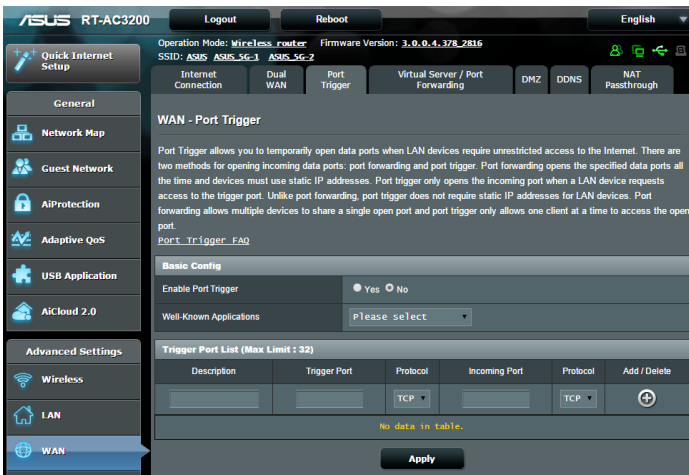 ASUS RT-AC3200 Logout Reboot English
Operation Mode: Wireless router Firmware Version: 3.0.0.4.378_2816
SSID: ASUS ASUS_5G-1 ASUS_5G-2
Quick Internet
Setup
General
Network Map
Guest Network
AiProtection
Adaptive QoS
USB Application
AiCloud 2.0
Advanced Settings
Wireless
LAN
WAN
Internet
Connection
Dual
WAN
Port
Trigger
Virtual Server / Port
Forwarding
DMZ
DDNS
NAT
Passthrough
WAN - Port Trigger
Port Trigger allows you to temporarily open data ports when LAN devices require unrestricted access to the Internet. There are
two methods for opening incoming data ports: port forwarding and port trigger. Port forwarding opens the specified data ports all
the time and devices must use static IP addresses. Port trigger only opens the incoming port when a LAN device requests
access to the trigger port. Unlike port forwarding, port trigger does not require static IP addresses for LAN devices. Port
forwarding allows multiple devices to share a single open port and port trigger only allows one client at a time to access the open
port.
Port Trigger FAQ
Basic Config
Enable Port Trigger Yes No
Well-Known Applications Please select
Trigger Port List (Max Limit : 32)
Description Trigger Port Protocol Incoming Port Protocol Add / Delete
TCP TCP
No data in table.
Apply